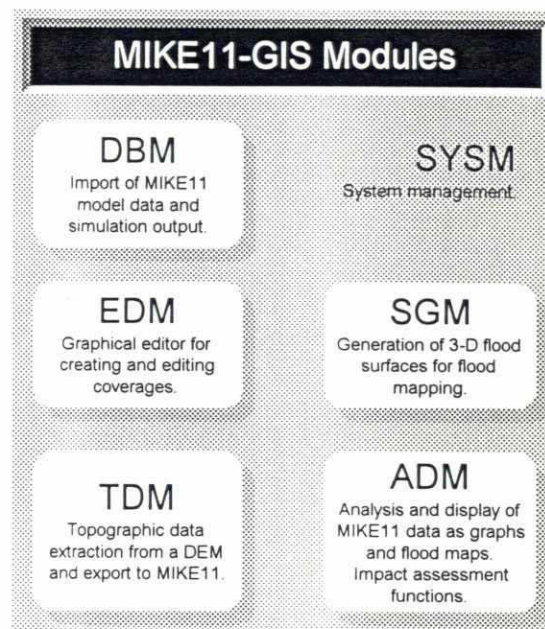 MIKE11-GIS Modules
DBM
Import of MIKE11
model data and
simulation output.
SYSM
System management.
EDM
Graphical editor for
creating and editing
coverages.
SGM
Generation of 3-D flood
surfaces for flood
mapping.
TDM
Topographic data
extraction from a DEM
and export to MIKE11.
ADM
Analysis and display of
MIKE11 data as graphs
and flood maps.
Impact assessment
functions.